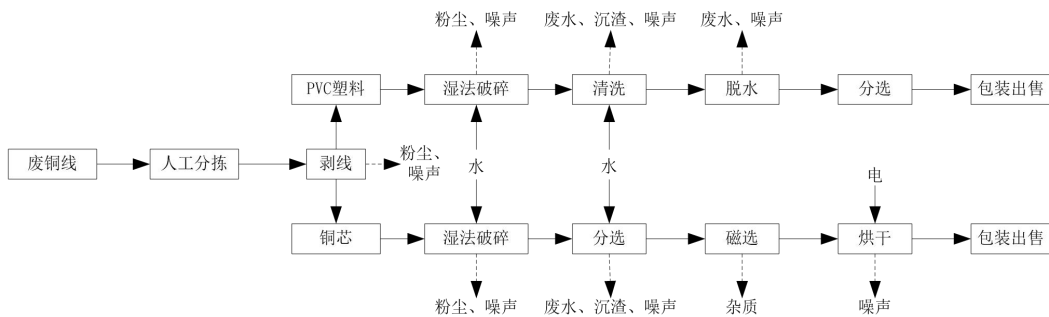 粉尘、噪声
废水、沉渣、噪声
废水、噪声
PVC塑料
湿法破碎
清洗
脱水
分选
包装出售
废铜线
人工分拣
剥线
粉尘、
噪声
水
水
电
铜芯
湿法破碎
分选
磁选
烘干
包装出售
粉尘、噪声
废水、沉渣、噪声
杂质
噪声